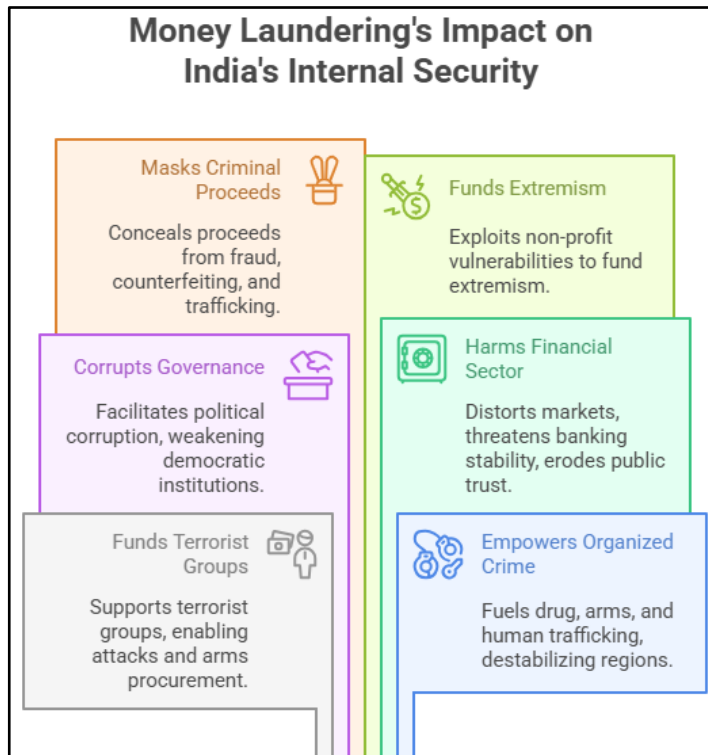 Money Laundering's Impact on
India's Internal Security
Masks Criminal
Proceeds
Conceals proceeds
from fraud,
counterfeiting, and
trafficking.
Funds Extremism
Exploits non-profit
vulnerabilities to fund
extremism.
Corrupts Governance
Facilitates political
corruption, weakening
democratic
institutions.
Harms Financial
Sector
Distorts markets,
threatens banking
stability, erodes public
trust.
Funds Terrorist
Groups
Supports terrorist
groups, enabling
attacks and arms
procurement.
Empowers Organized
Crime
Fuels drug, arms, and
human trafficking,
destabilizing regions.